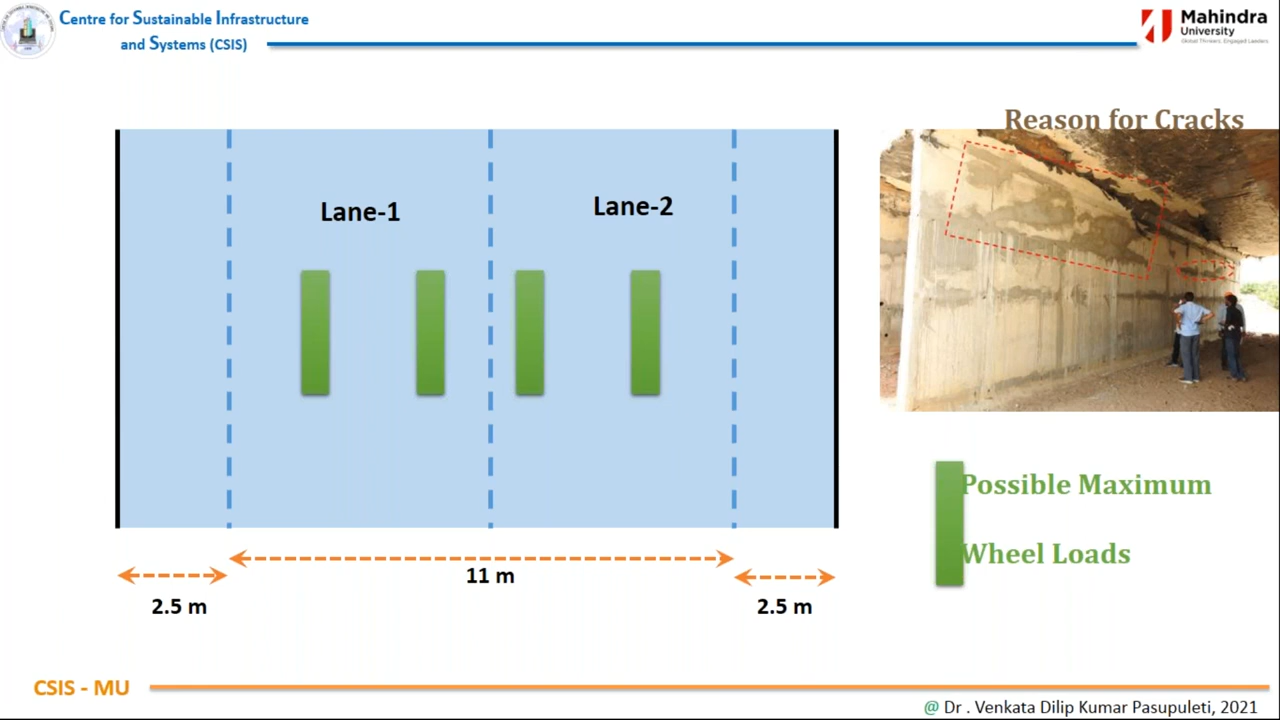 Centre for Sustainable Infrastructure
and Systems (CSIS)
Mahindra
University
Global Thinkers. Engaged Leaders.
Reason for Cracks
Lane-1
Lane-2
Possible Maximum
Wheel Loads
11 m
2.5 m
2.5 m
CSIS - MU
@ Dr . Venkata Dilip Kumar Pasupuleti, 2021